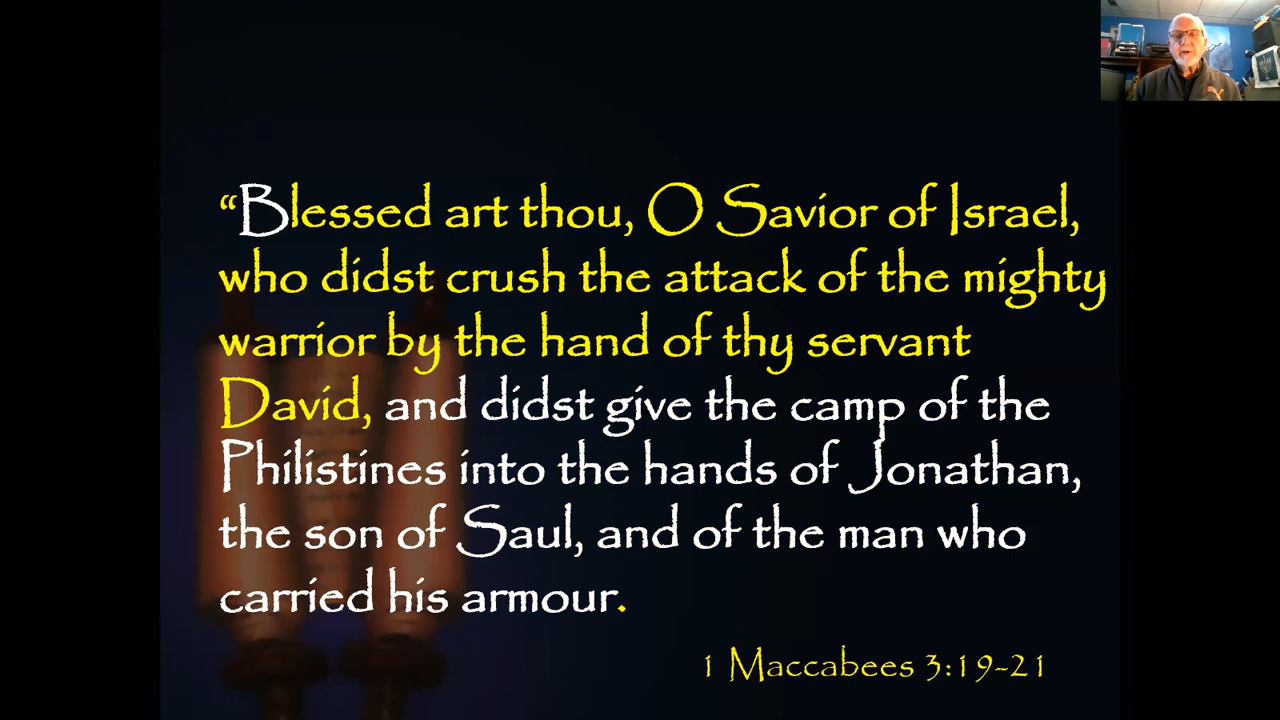 “Blessed art thou, O Savior of Israel,
who didst crush the attack of the mighty
warrior by the hand of thy servant
David, and didst give the camp of the
Philistines into the hands of Jonathan,
the son of Saul, and of the man who
carried his armour.
1 Maccabees 3:19-21